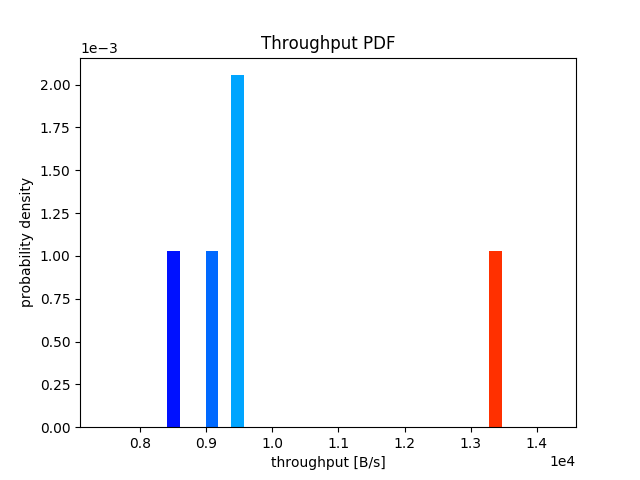 Throughput PDF
1e−3
2.00
1.75
1.50
1.25
1.00
0.75
0.50
0.25
0.00
probability density
0.8 0.9 1.0 1.1 1.2 1.3 1.4
throughput [B/s]
1e4